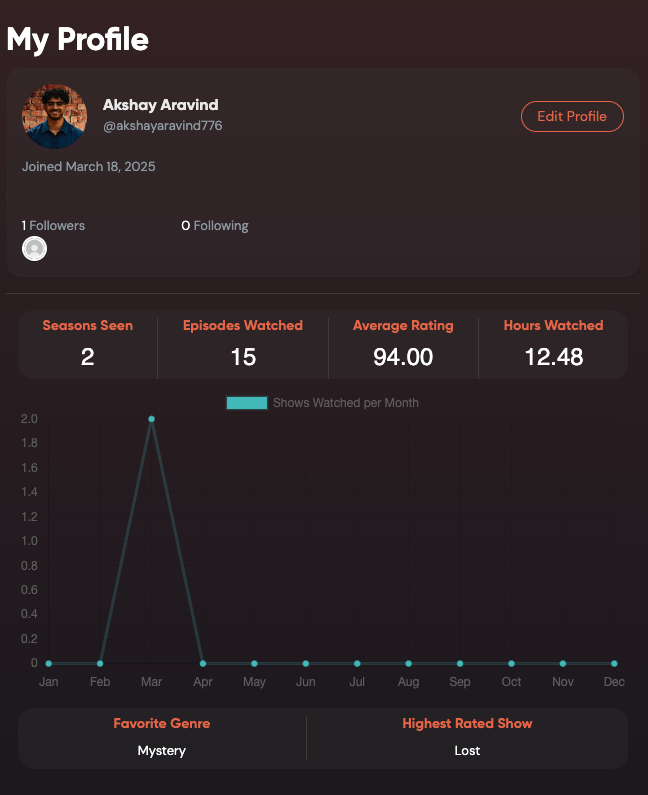 My Profile
Akshay Aravind
@akshayaravind776
Edit Profile
Joined March 18, 2025
1 Followers 0 Following
Seasons Seen Episodes Watched Average Rating Hours Watched
2 15 94.00 12.48
Shows Watched per Month
2.0
1.8
1.6
1.4
1.2
1.0
0.8
0.6
0.4
0.2
0
Jan Feb Mar Apr May Jun Jul Aug Sep Oct Nov Dec
Favorite Genre Highest Rated Show
Mystery Lost